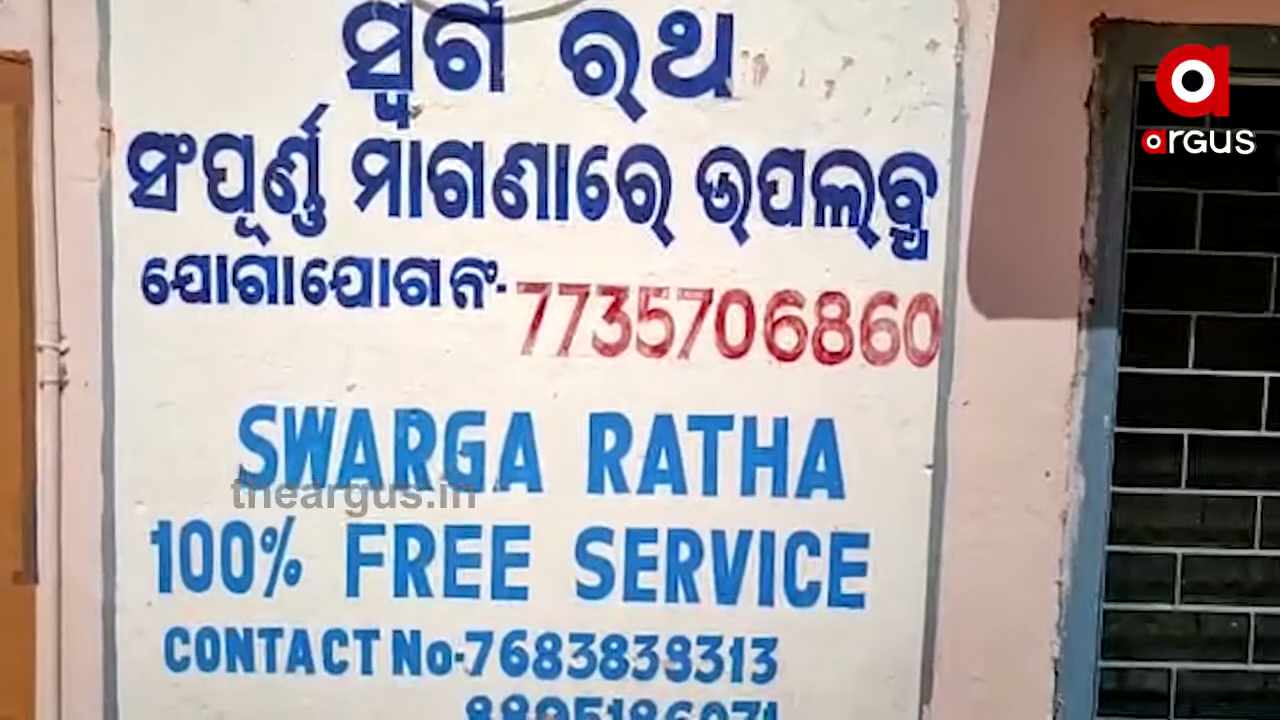 ସ୍ୱର୍ଗ ରଥ
ସଂପୂର୍ଣ୍ଣ ମାଗଣାରେ ଉପଲବ୍ଧ
ଯୋଗାଯୋଗ ନଂ-7735706860
SWARGA RATHA
theargus.in
100% FREE SERVICE
CONTACT No-7683838313
argus